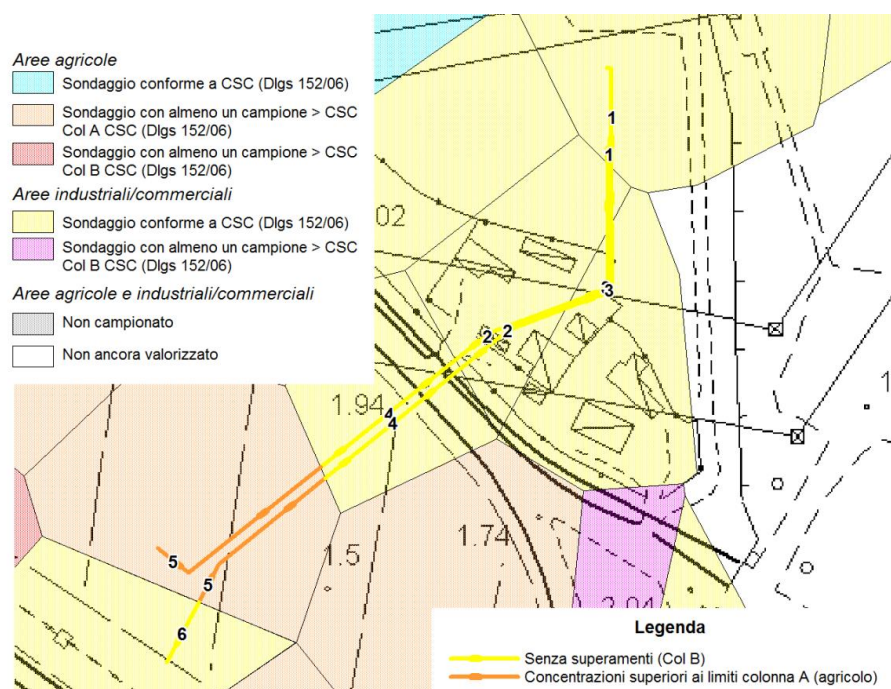 Aree agricole
Sondaggio conforme a CSC (Dlgs 152/06)
Sondaggio con almeno un campione > CSC
Col A CSC (Dlgs 152/06)
Sondaggio con almeno un campione > CSC
Col B CSC (Dlgs 152/06)
Aree industriali/commerciali
Sondaggio conforme a CSC (Dlgs 152/06)
Sondaggio con almeno un campione > CSC
Col B CSC (Dlgs 152/06)
Aree agricole e industriali/commerciali
Non campionato
Non ancora valorizzato
1
1
02
3
2
2
1
1.94
4
4
1.74
1.5
5
5
6
2.01
Legenda
Senza superamenti (Col B)
Concentrazioni superiori ai limiti colonna A (agricolo)